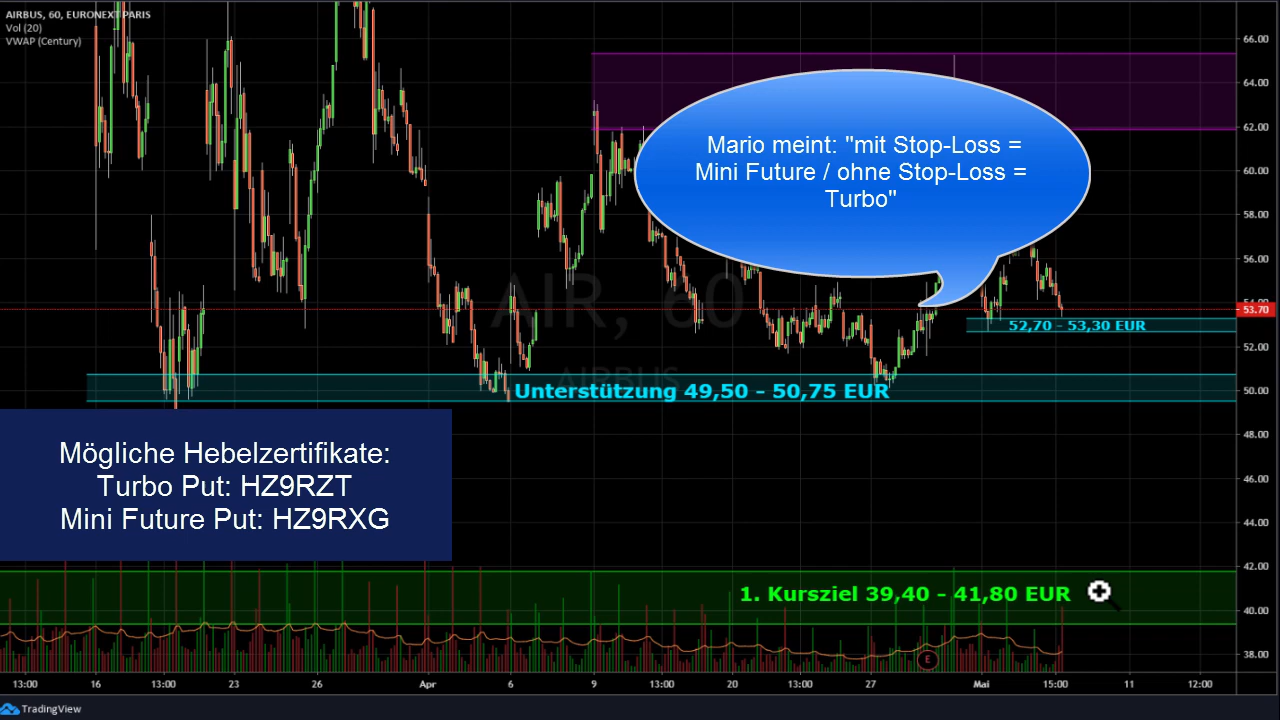 AIRBUS, 60, EURONEXT PARIS
Vol (20)
VWAP (Century)
66.00
64.00
62.00
60.00
58.00
56.00
54.00
53.70
52.00
50.00
48.00
46.00
44.00
42.00
40.00
38.00
Mario meint: "mit Stop-Loss =
Mini Future / ohne Stop-Loss =
Turbo"
AIR, 60
AIRBUS
52,70 - 53,30 EUR
Unterstützung 49,50 - 50,75 EUR
Mögliche Hebelzertifikate:
Turbo Put: HZ9RZT
Mini Future Put: HZ9RXG
1. Kursziel 39,40 - 41,80 EUR
E
13:00 16 13:00 23 26 Apr 6 9 13:00 20 13:00 27 Mai 15:00 11 12:00
TradingView